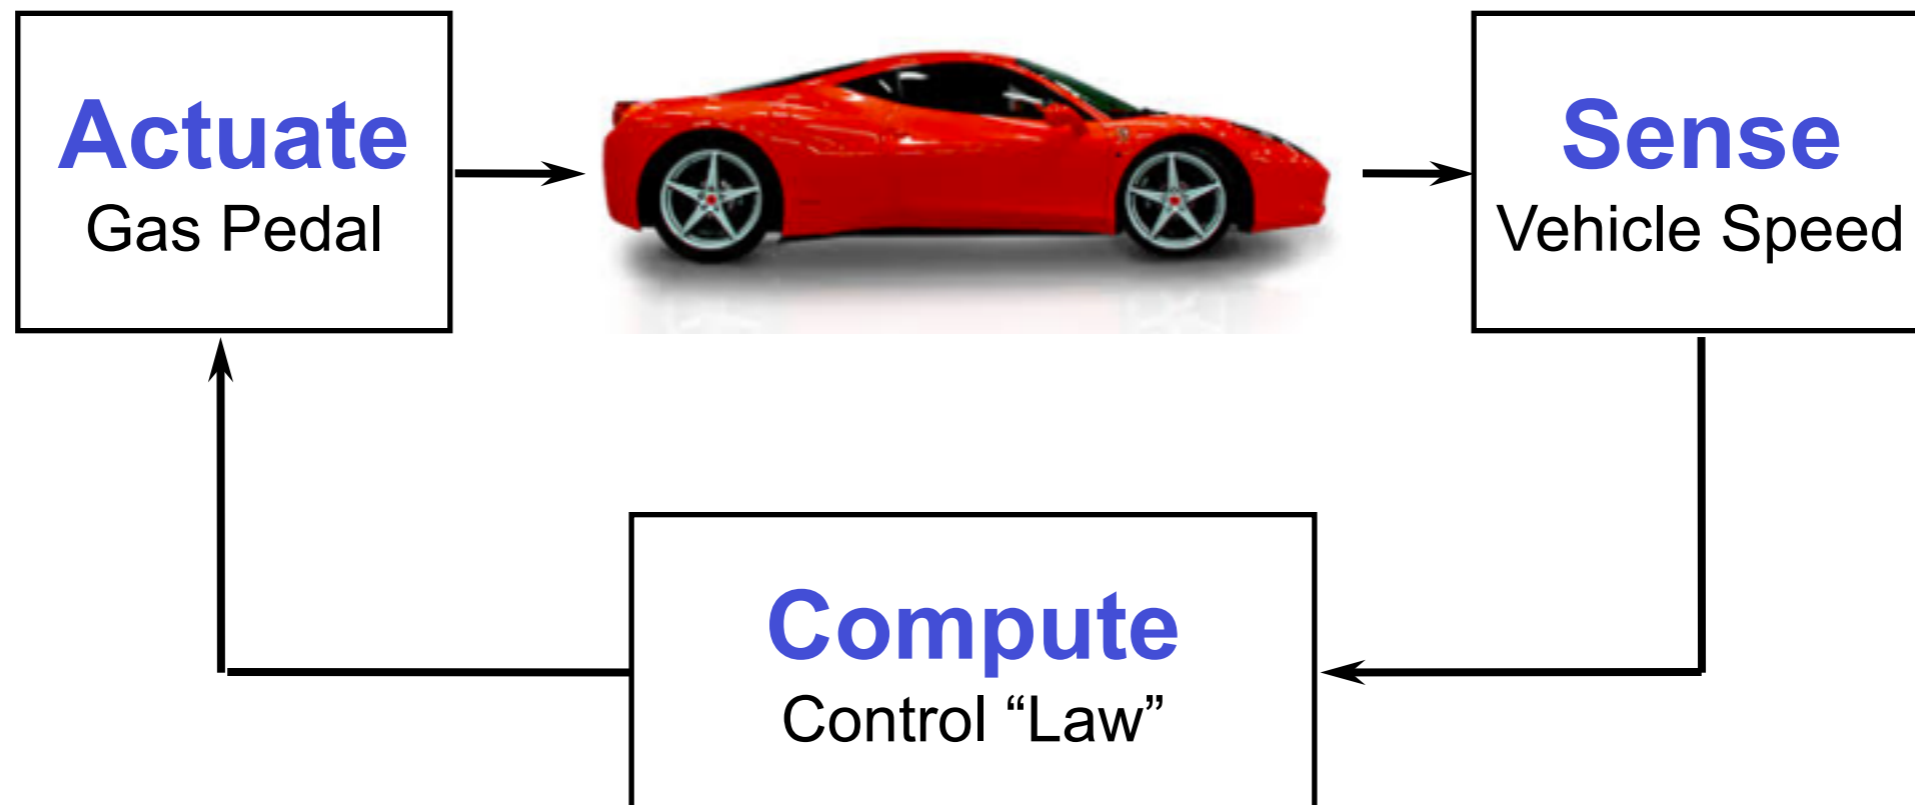 Actuate
Gas Pedal
Sense
Vehicle Speed
Compute
Control “Law”